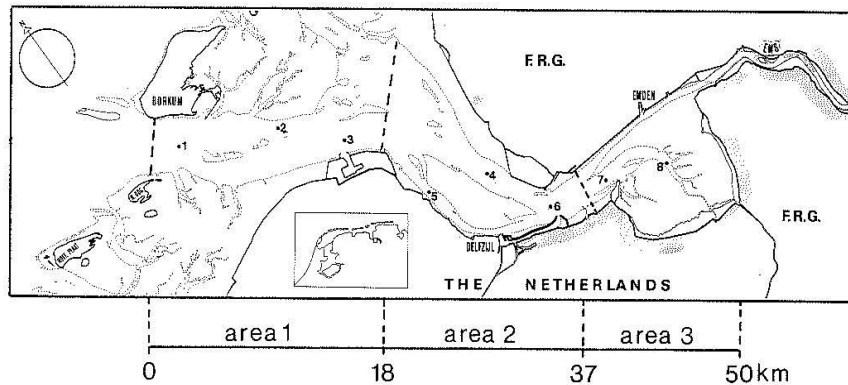 N
F.R.G.
EMS
BORKUM
EMDEN
•1
•2
•3
•4
•5
•6
7•
8•
F.R.G.
DELFZIJL
THE NETHERLANDS
area 1 area 2 area 3
0 18 37 50km